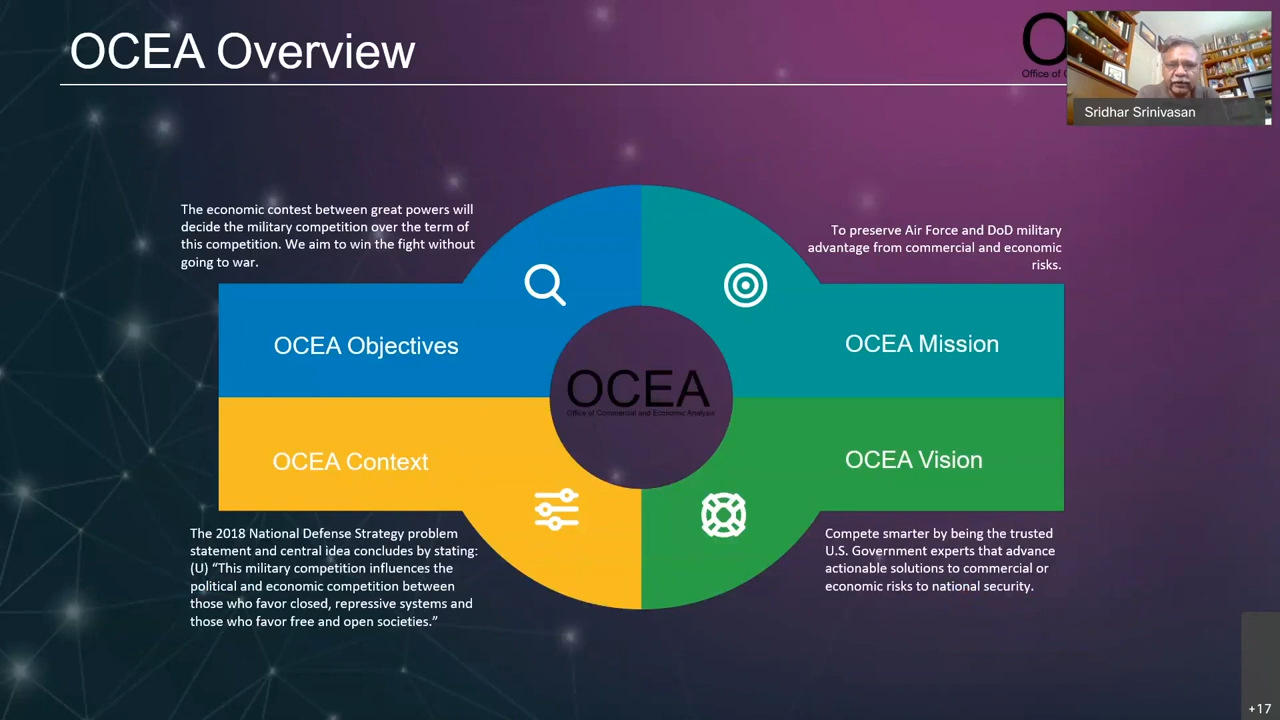 OCEA Overview
O
Office of
Sridhar Srinivasan
The economic contest between great powers will
decide the military competition over the term of
this competition. We aim to win the fight without
going to war.
To preserve Air Force and DoD military
advantage from commercial and economic
risks.
OCEA Objectives
OCEA Mission
OCEA
Office of Commercial and Economic Analysis
OCEA Context
OCEA Vision
The 2018 National Defense Strategy problem
statement and central idea concludes by stating:
(U) “This military competition influences the
political and economic competition between
those who favor closed, repressive systems and
those who favor free and open societies.”
Compete smarter by being the trusted
U.S. Government experts that advance
actionable solutions to commercial or
economic risks to national security.
+17